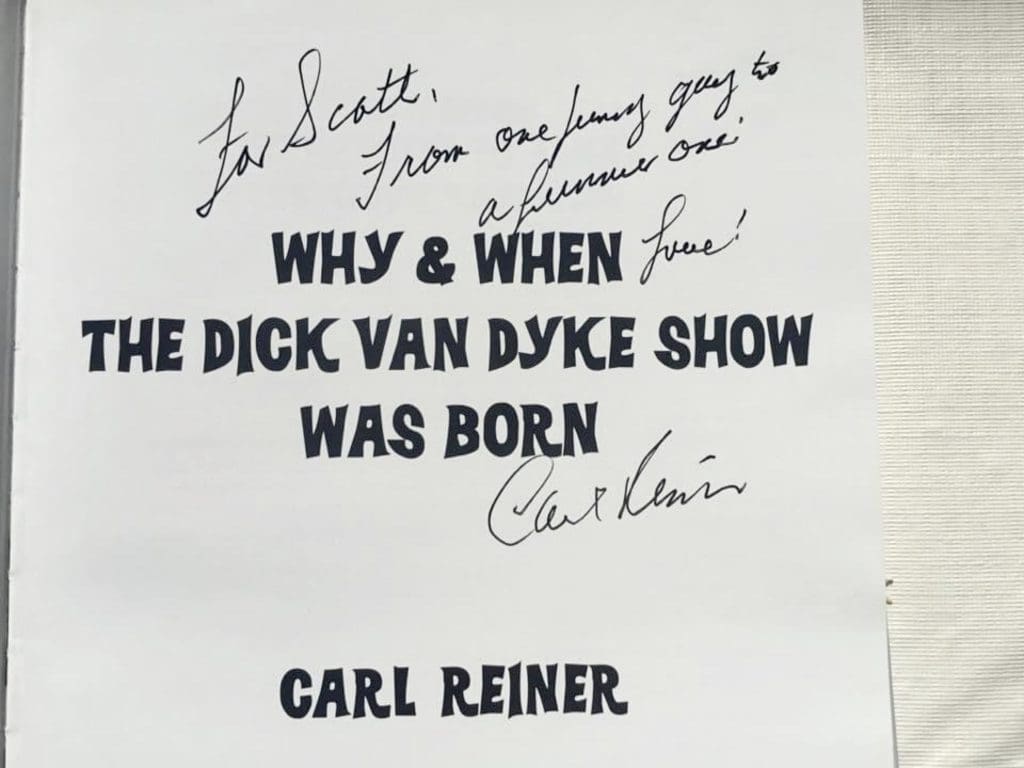 For Scott,
From one funny guy to
a funnier one!
Love!
WHY & WHEN
THE DICK VAN DYKE SHOW
WAS BORN
Carl Reiner
CARL REINER